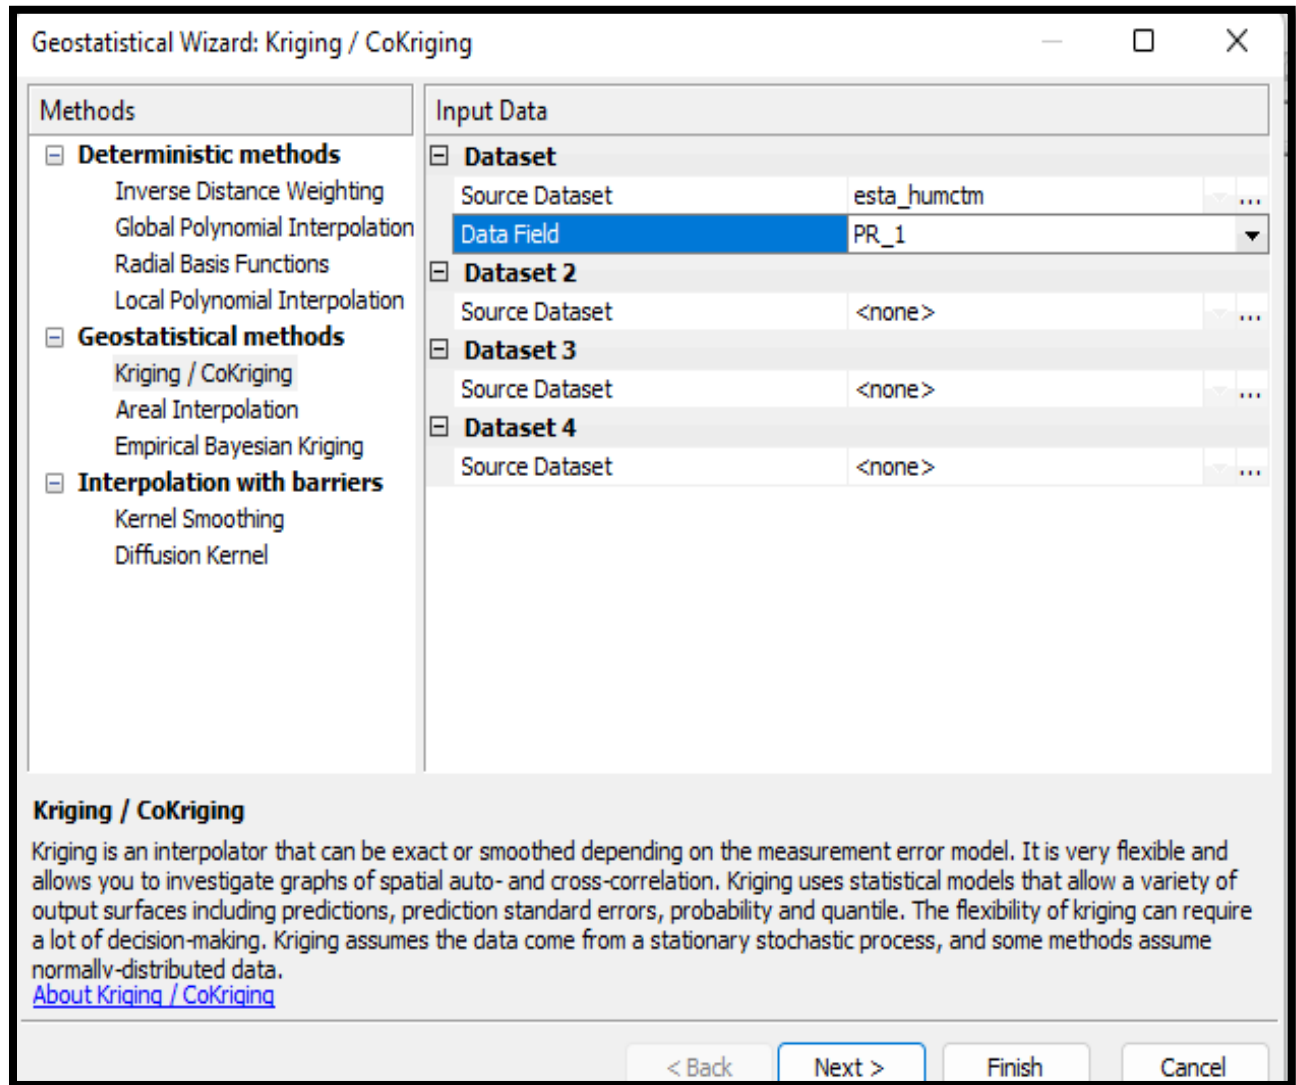 Geostatistical Wizard: Kriging / CoKriging
Methods
Deterministic methods
Inverse Distance Weighting
Global Polynomial Interpolation
Radial Basis Functions
Local Polynomial Interpolation
Geostatistical methods
Kriging / CoKriging
Areal Interpolation
Empirical Bayesian Kriging
Interpolation with barriers
Kernel Smoothing
Diffusion Kernel
Input Data
Dataset
Source Dataset esta_humctm ...
Data Field PR_1
Dataset 2
Source Dataset <none> ...
Dataset 3
Source Dataset <none> ...
Dataset 4
Source Dataset <none> ...
Kriging / CoKriging
Kriging is an interpolator that can be exact or smoothed depending on the measurement error model. It is very flexible and
allows you to investigate graphs of spatial auto- and cross-correlation. Kriging uses statistical models that allow a variety of
output surfaces including predictions, prediction standard errors, probability and quantile. The flexibility of kriging can require
a lot of decision-making. Kriging assumes the data come from a stationary stochastic process, and some methods assume
normally-distributed data.
About Kriging / CoKriging
< Back Next > Finish Cancel